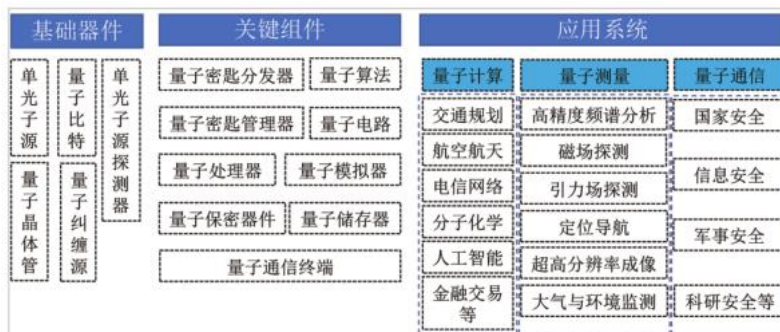 基础器件
关键组件
应用系统
单光子源
量子比特
单光子源探测器
量子晶体管
量子纠缠源
量子密匙分发器
量子算法
量子密匙管理器
量子电路
量子处理器
量子模拟器
量子保密器件
量子储存器
量子通信终端
量子计算
量子测量
量子通信
交通规划
航空航天
电信网络
分子化学
人工智能
金融交易
等
高精度频谱分析
磁场探测
引力场探测
定位导航
超高分辨率成像
大气与环境监测
国家安全
信息安全
军事安全
科研安全等